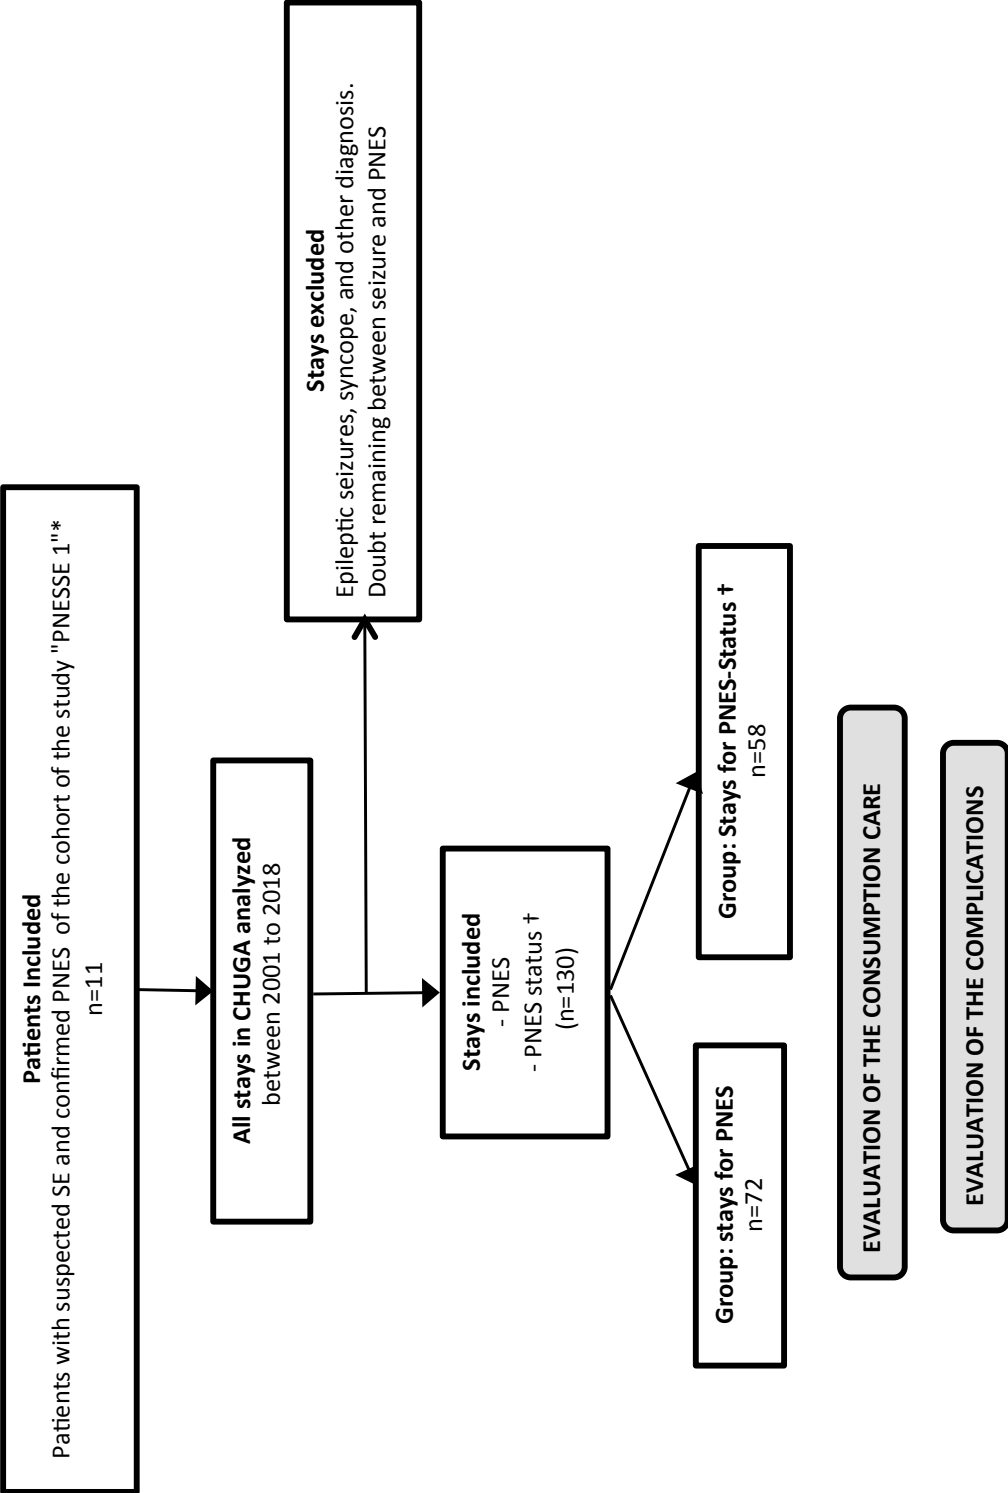 Patients Included
Patients with suspected SE and confirmed PNES of the cohort of the study "PNESSE 1"*
n=11
All stays in CHUGA analyzed
between 2001 to 2018
Stays excluded
Epileptic seizures, syncope, and other diagnosis.
Doubt remaining between seizure and PNES
Stays included
- PNES
- PNES status †
(n=130)
Group: stays for PNES
n=72
Group: Stays for PNES-Status †
n=58
EVALUATION OF THE CONSUMPTION CARE
EVALUATION OF THE COMPLICATIONS